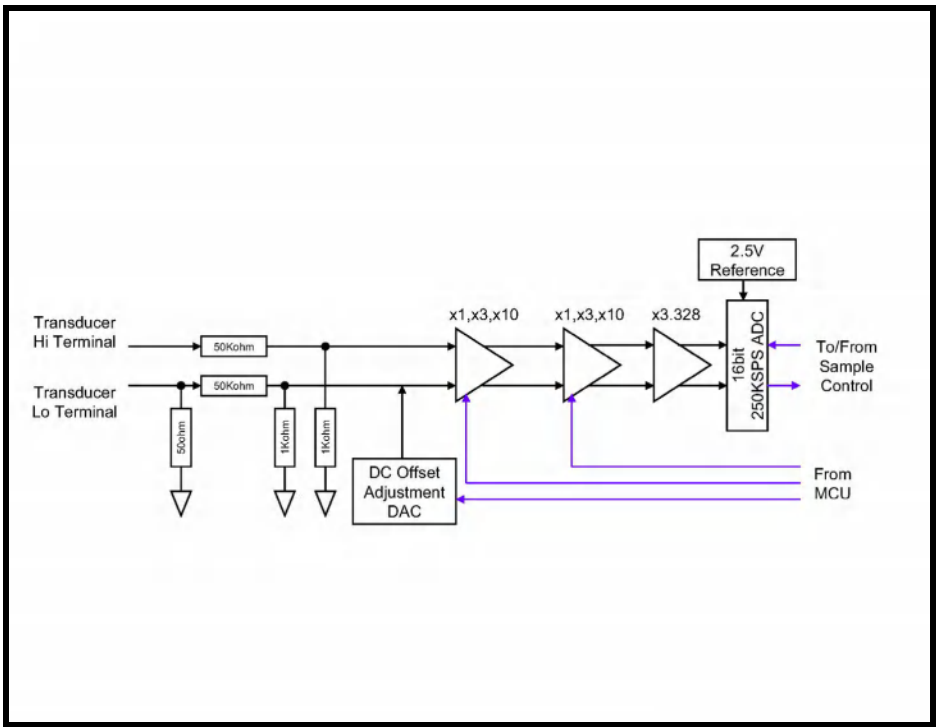 2.5V
Reference
x1,x3,x10
x1,x3,x10
x3.328
Transducer
Hi Terminal
50Kohm
16bit
250KSPS ADC
To/From
Sample
Control
Transducer
Lo Terminal
50Kohm
50ohm
1Kohm
1Kohm
DC Offset
Adjustment
DAC
From
MCU